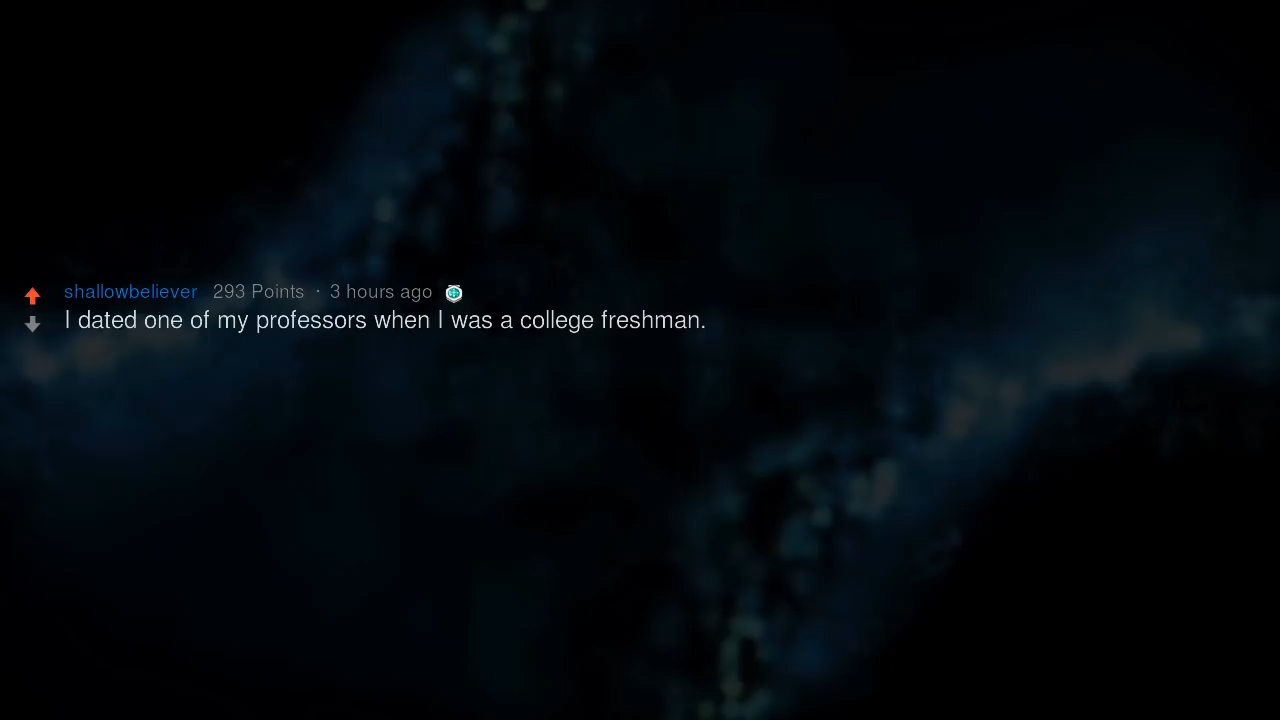 shallowbeliever 293 Points · 3 hours ago
I dated one of my professors when I was a college freshman.